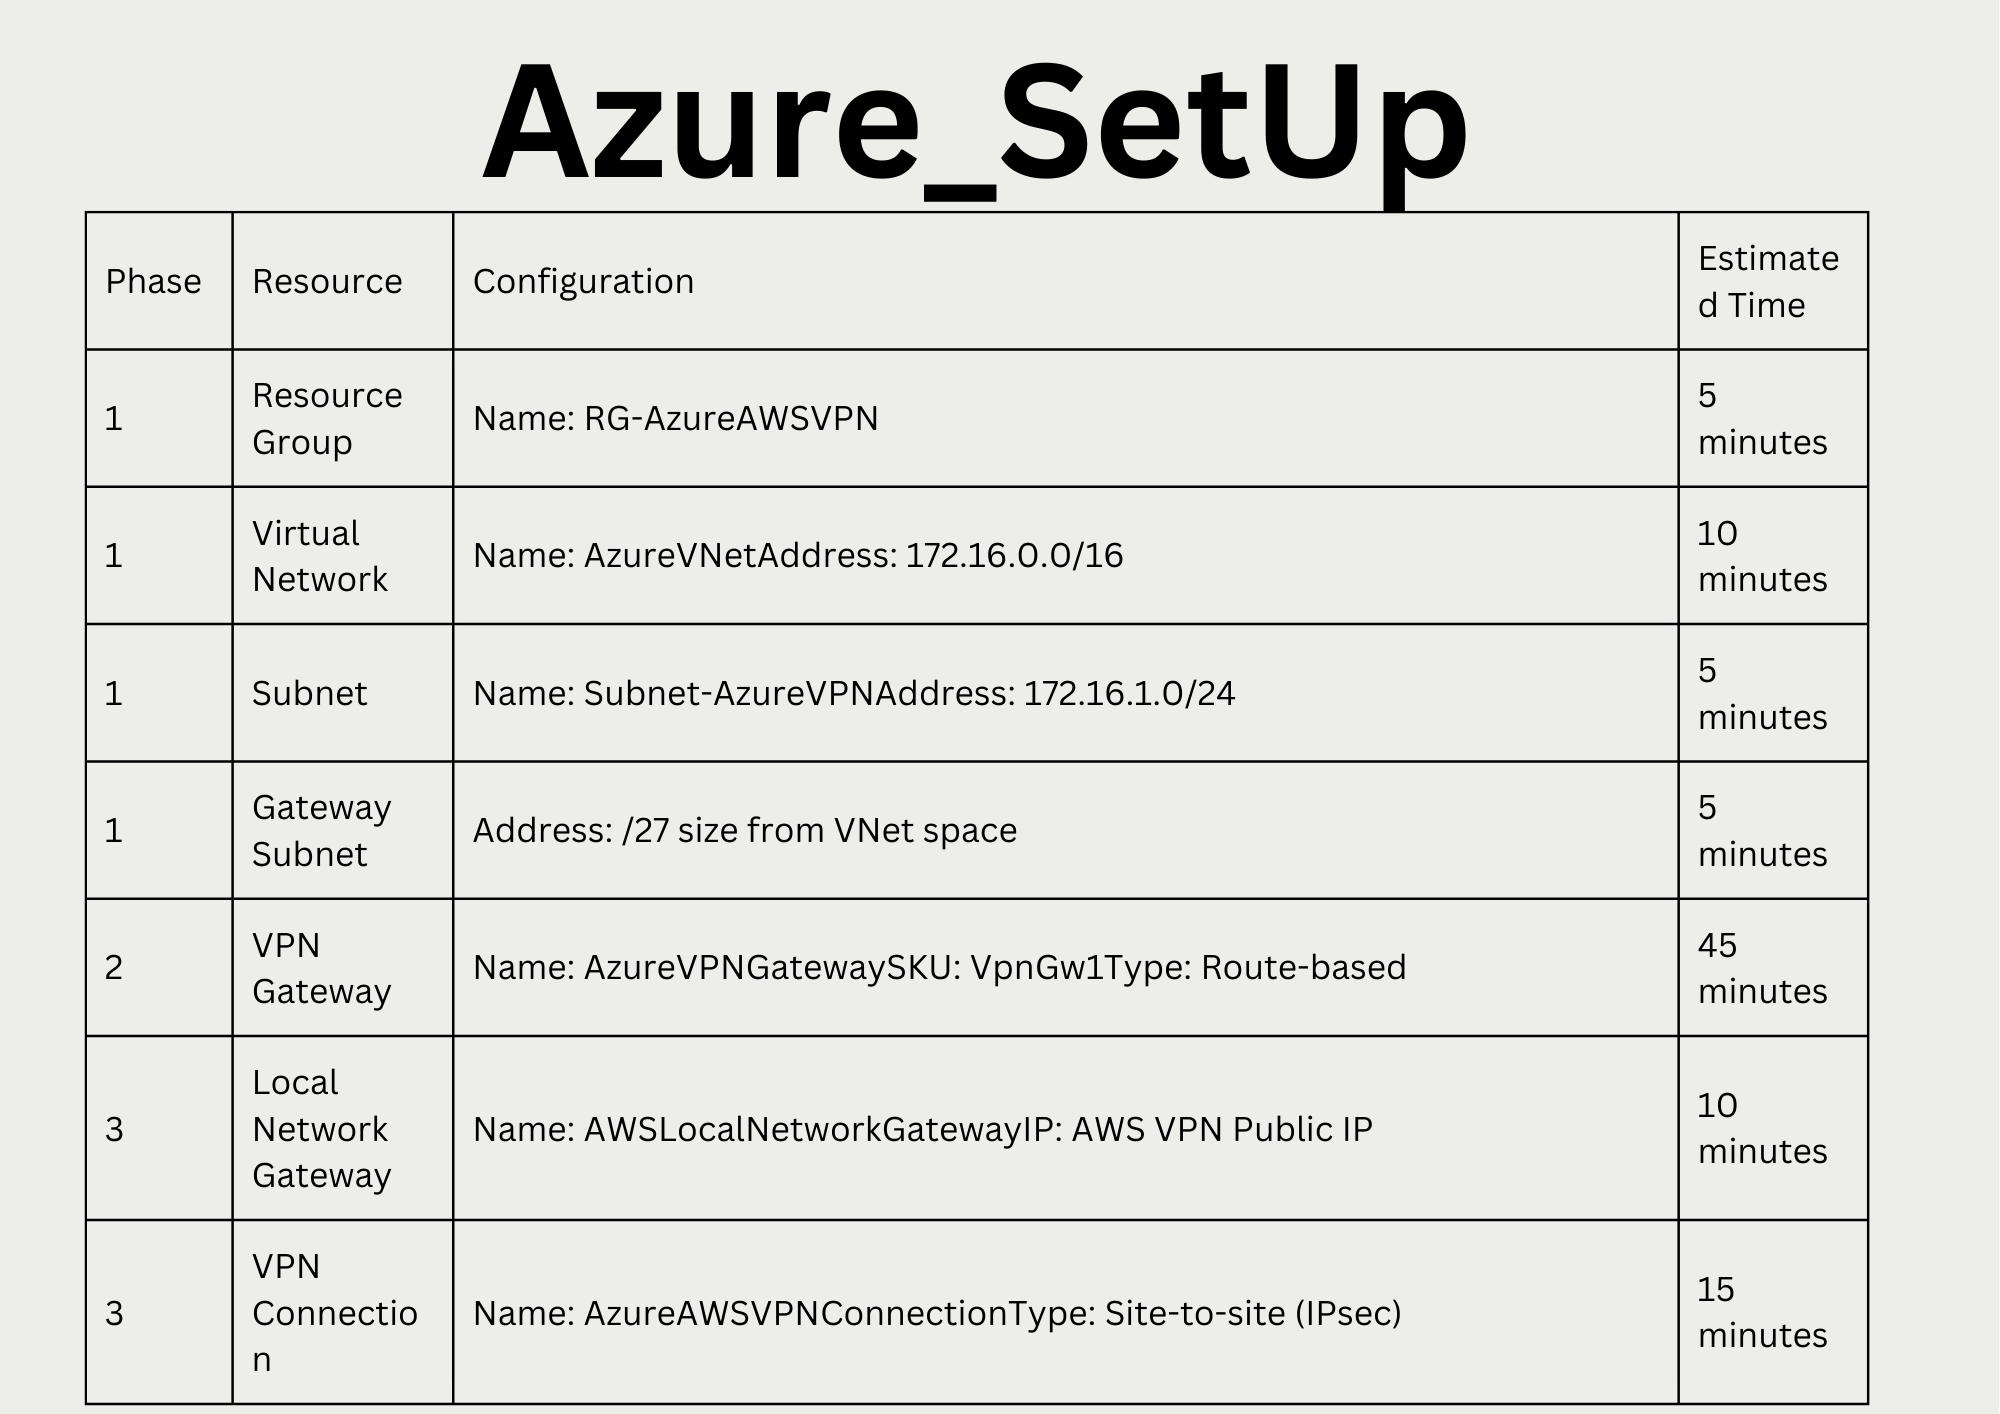 Azure_SetUp
Phase
Resource
Configuration
Estimate
d Time
1
Resource
Group
Name: RG-AzureAWSVPN
5
minutes
1
Virtual
Network
Name: AzureVNetAddress: 172.16.0.0/16
10
minutes
1
Subnet
Name: Subnet-AzureVPNAddress: 172.16.1.0/24
5
minutes
1
Gateway
Subnet
Address: /27 size from VNet space
5
minutes
2
VPN
Gateway
Name: AzureVPNGatewaySKU: VpnGw1Type: Route-based
45
minutes
3
Local
Network
Gateway
Name: AWSLocalNetworkGatewayIP: AWS VPN Public IP
10
minutes
3
VPN
Connectio
n
Name: AzureAWSVPNConnectionType: Site-to-site (IPsec)
15
minutes